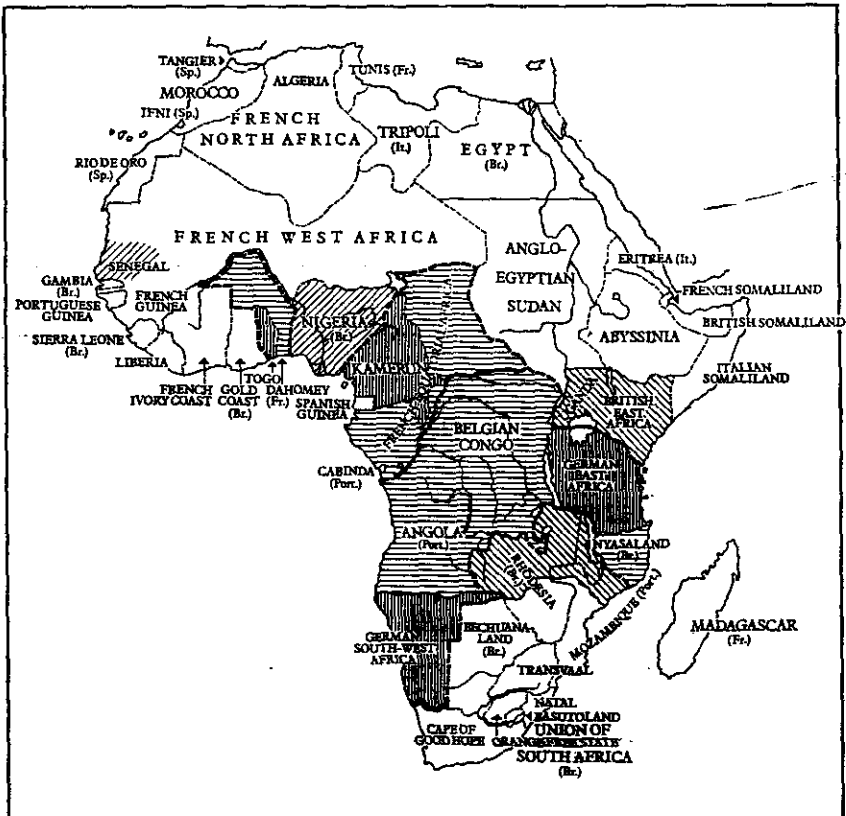 TANGIER
(Sp.)
TUNIS (Fr.)
ALGERIA
MOROCCO
IFNI (Sp.)
FRENCH
NORTH AFRICA
TRIPOLI
(It.)
EGYPT
(Br.)
RIO DE ORO
(Sp.)
FRENCH WEST AFRICA
ANGLO-
EGYPTIAN
SUDAN
ERITREA (It.)
SENEGAL
GAMBIA
(Br.)
PORTUGUESE
GUINEA
FRENCH
GUINEA
FRENCH SOMALILAND
NIGERIA
(Br.)
BRITISH SOMALILAND
SIERRA LEONE
(Br.)
ABYSSINIA
LIBERIA
KAMERUN
ITALIAN
SOMALILAND
FRENCH
IVORY COAST
GOLD
COAST
(Br.)
TOGO
DAHOMEY
(Fr.)
SPANISH
GUINEA
UGANDA
BRITISH
EAST
AFRICA
FRENCH
BELGIAN
CONGO
CABINDA
(Port.)
GERMAN
EAST
AFRICA
ANGOLA
(Port.)
NYASALAND
(Br.)
RHODESIA
(Br.)
MOZAMBIQUE (Port.)
MADAGASCAR
(Fr.)
GERMAN
SOUTH-WEST
AFRICA
BECHUANA-
LAND
(Br.)
TRANSVAAL
NATAL
BASUTOLAND
CAPE OF
GOOD HOPE
ORANGE FREE STATE
UNION OF
SOUTH AFRICA
(Br.)